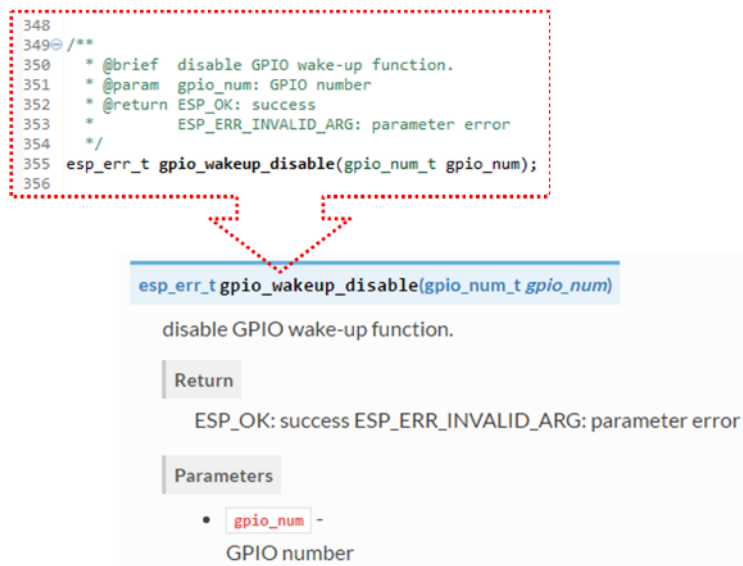 348
349 /**
350  * @brief  disable GPIO wake-up function.
351  * @param  gpio_num: GPIO number
352  * @return ESP_OK: success
353  *         ESP_ERR_INVALID_ARG: parameter error
354  */
355 esp_err_t gpio_wakeup_disable(gpio_num_t gpio_num);
356
esp_err_t gpio_wakeup_disable(gpio_num_t gpio_num)
disable GPIO wake-up function.
Return
ESP_OK: success ESP_ERR_INVALID_ARG: parameter error
Parameters
• gpio_num -
GPIO number